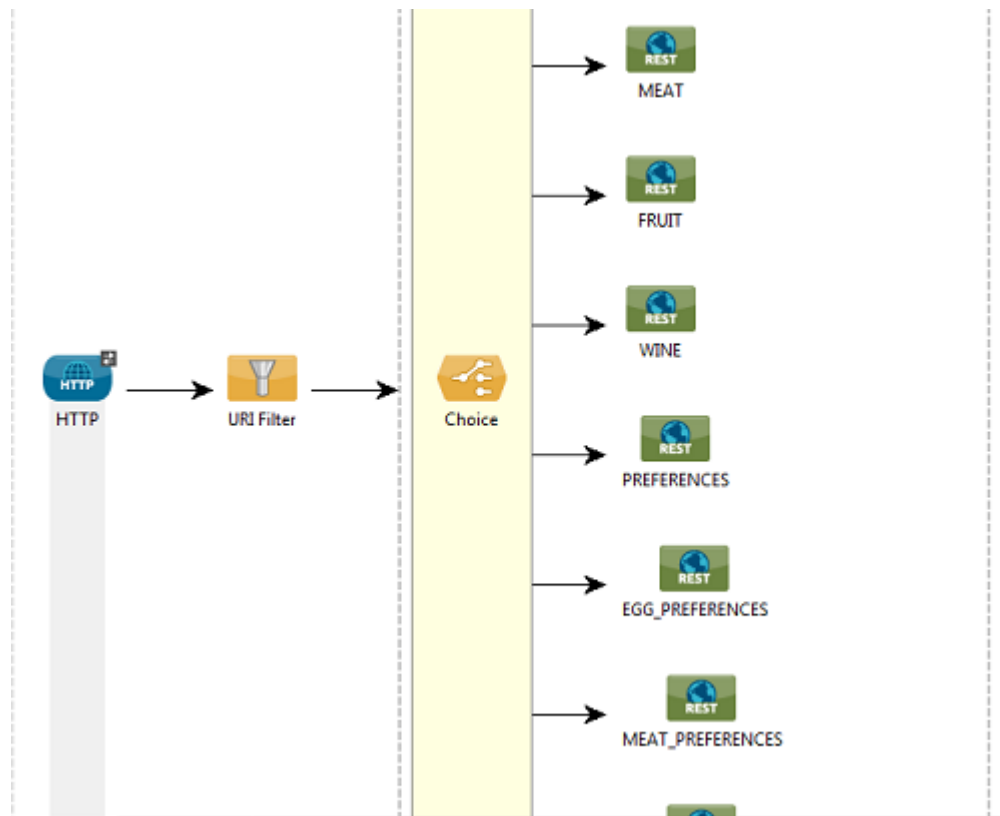 REST
MEAT
REST
FRUIT
REST
WINE
HTTP
HTTP
URI Filter
Choice
REST
PREFERENCES
REST
EGG_PREFERENCES
REST
MEAT_PREFERENCES